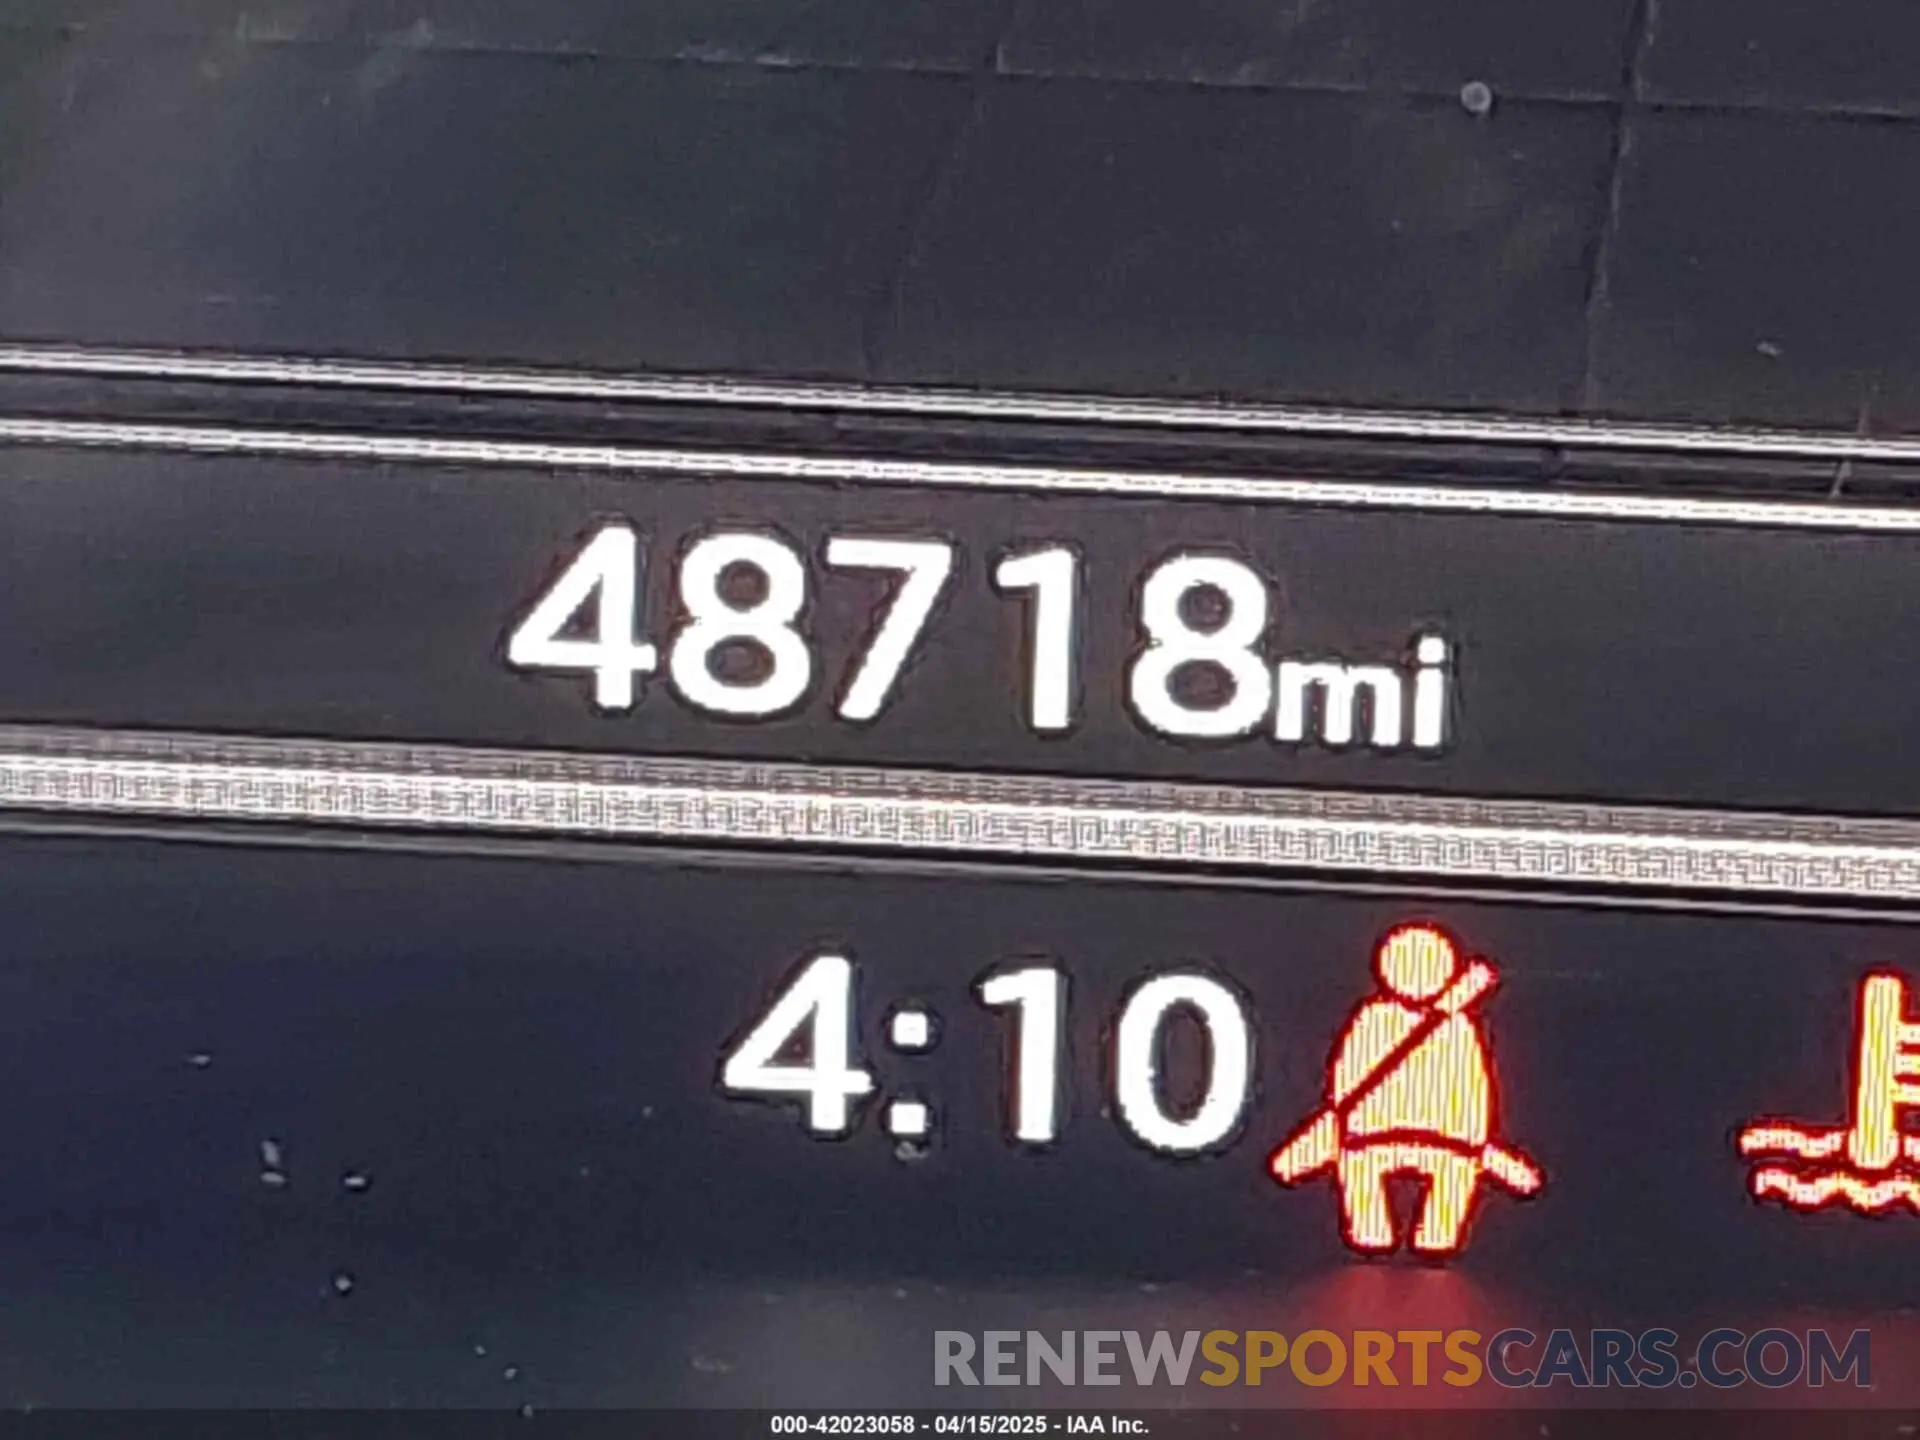 48718mi
4:10
RENEWSPORTSCARS.COM
000-42023058 - 04/15/2025 - IAA Inc.